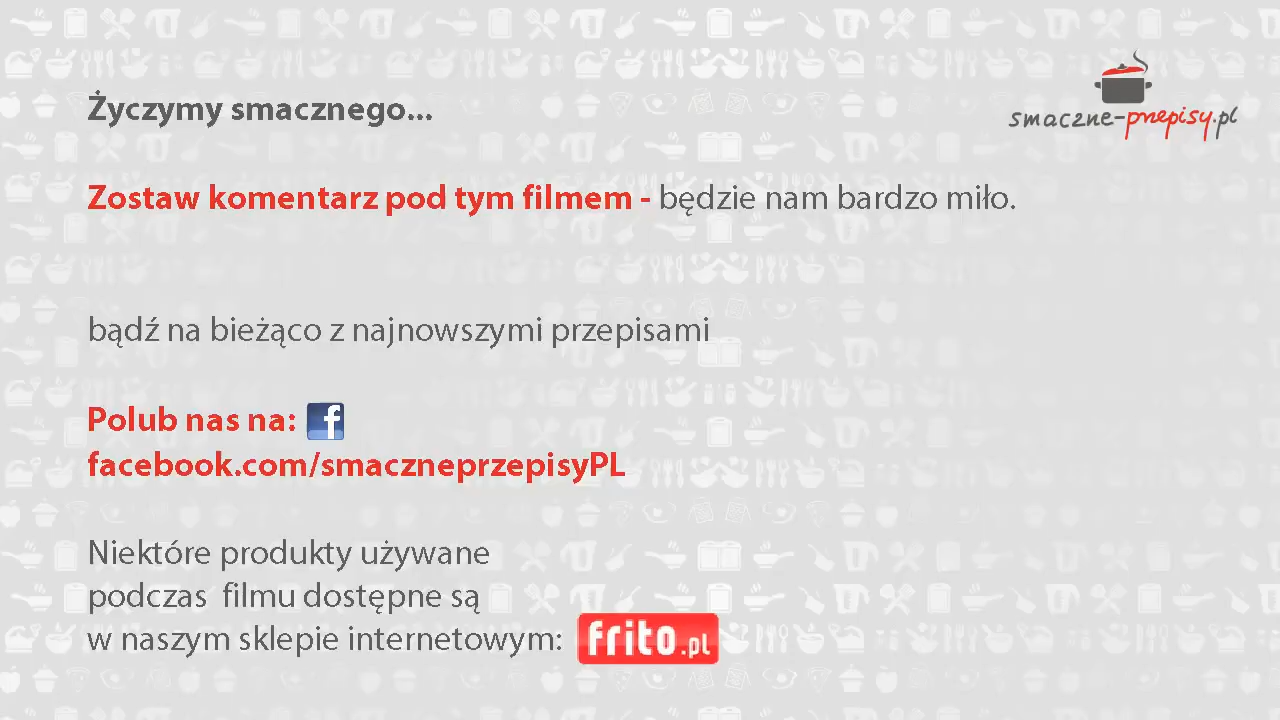 Życzymy smacznego...
smaczne-przepisy.pl
Zostaw komentarz pod tym filmem - będzie nam bardzo miło.
bądź na bieżąco z najnowszymi przepisami
Polub nas na: f
facebook.com/smaczneprzepisyPL
Niektóre produkty używane
podczas filmu dostępne są
w naszym sklepie internetowym: frito.pl